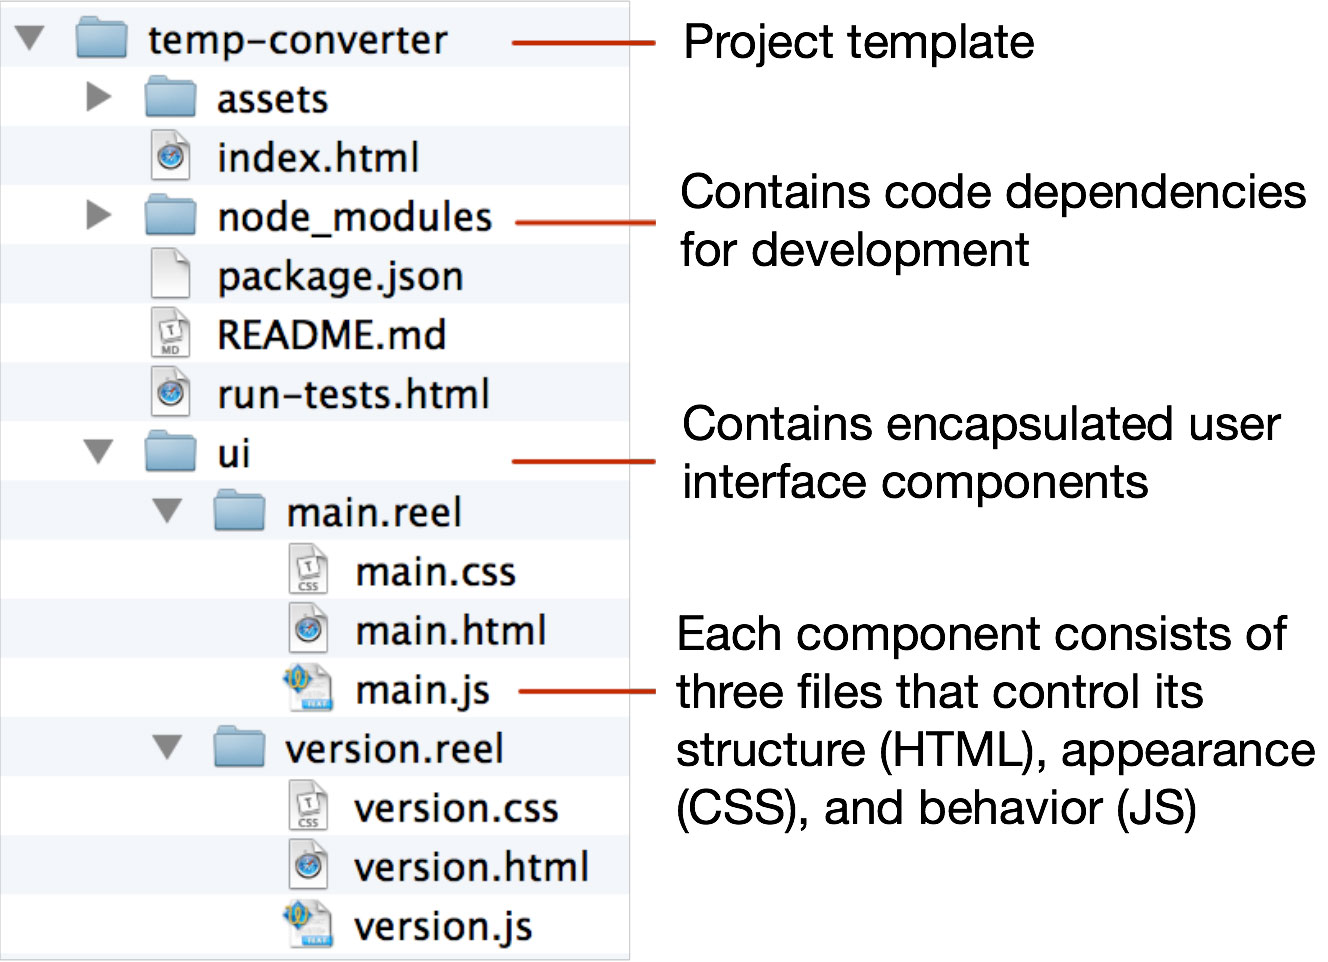 temp-converter
Project template
assets
index.html
node_modules
Contains code dependencies
for development
package.json
README.md
run-tests.html
ui
Contains encapsulated user
interface components
main.reel
main.css
main.html
main.js
Each component consists of
three files that control its
structure (HTML), appearance
(CSS), and behavior (JS)
version.reel
version.css
version.html
version.js